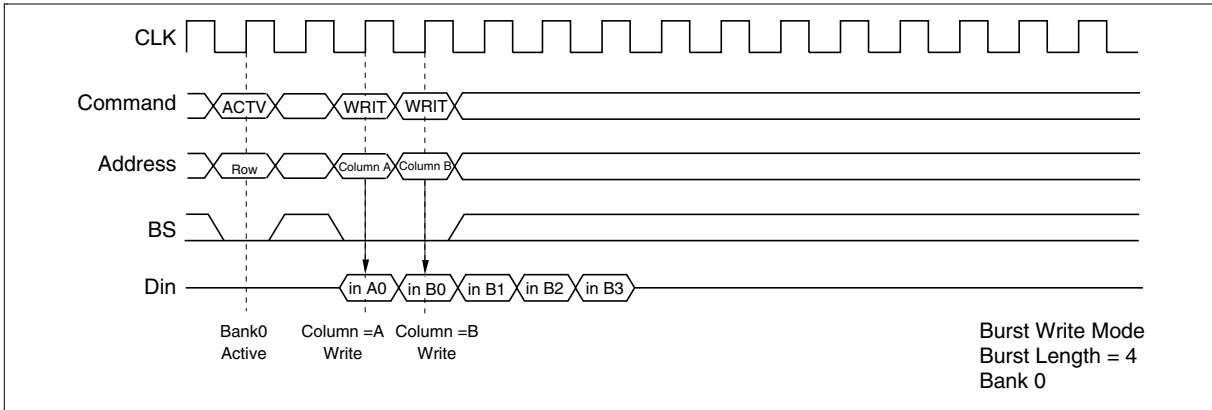 CLK
Command ACTV WRIT WRIT
Address Row Column A Column B
BS
Din in A0 in B0 in B1 in B2 in B3
Bank0 Column =A Column =B
Active Write Write
Burst Write Mode
Burst Length = 4
Bank 0